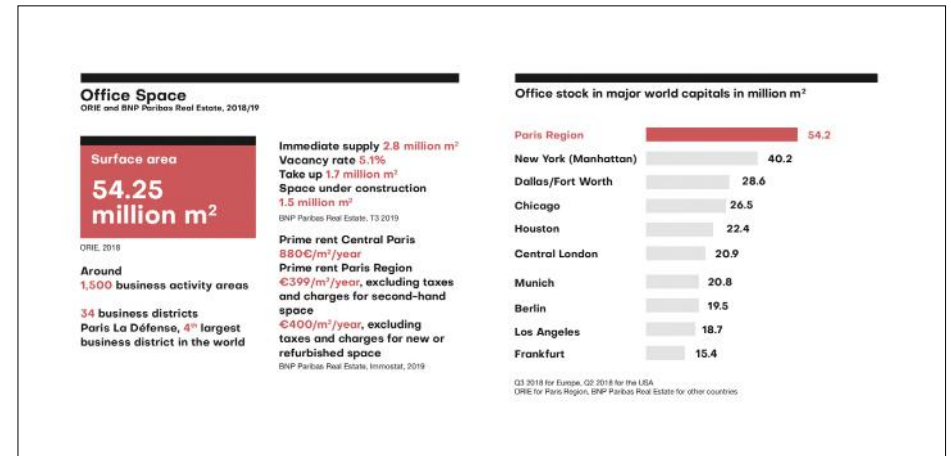 Office Space
ORIE and BNP Paribas Real Estate, 2018/19
Surface area
54.25
million m²
ORIE, 2018
Around
1,500 business activity areas
34 business districts
Paris La Défense, 4th largest
business district in the world
Immediate supply 2.8 million m²
Vacancy rate 5.1%
Take up 1.7 million m²
Space under construction
1.5 million m²
BNP Paribas Real Estate, T3 2019
Prime rent Central Paris
880€/m²/year
Prime rent Paris Region
€399/m²/year, excluding taxes
and charges for second-hand
space
€400/m²/year, excluding
taxes and charges for new or
refurbished space
BNP Paribas Real Estate, Immostat, 2019
Office stock in major world capitals in million m²
Paris Region 54.2
New York (Manhattan) 40.2
Dallas/Fort Worth 28.6
Chicago 26.5
Houston 22.4
Central London 20.9
Munich 20.8
Berlin 19.5
Los Angeles 18.7
Frankfurt 15.4
Q3 2018 for Europe, Q2 2018 for the USA
ORIE for Paris Region, BNP Paribas Real Estate for other countries